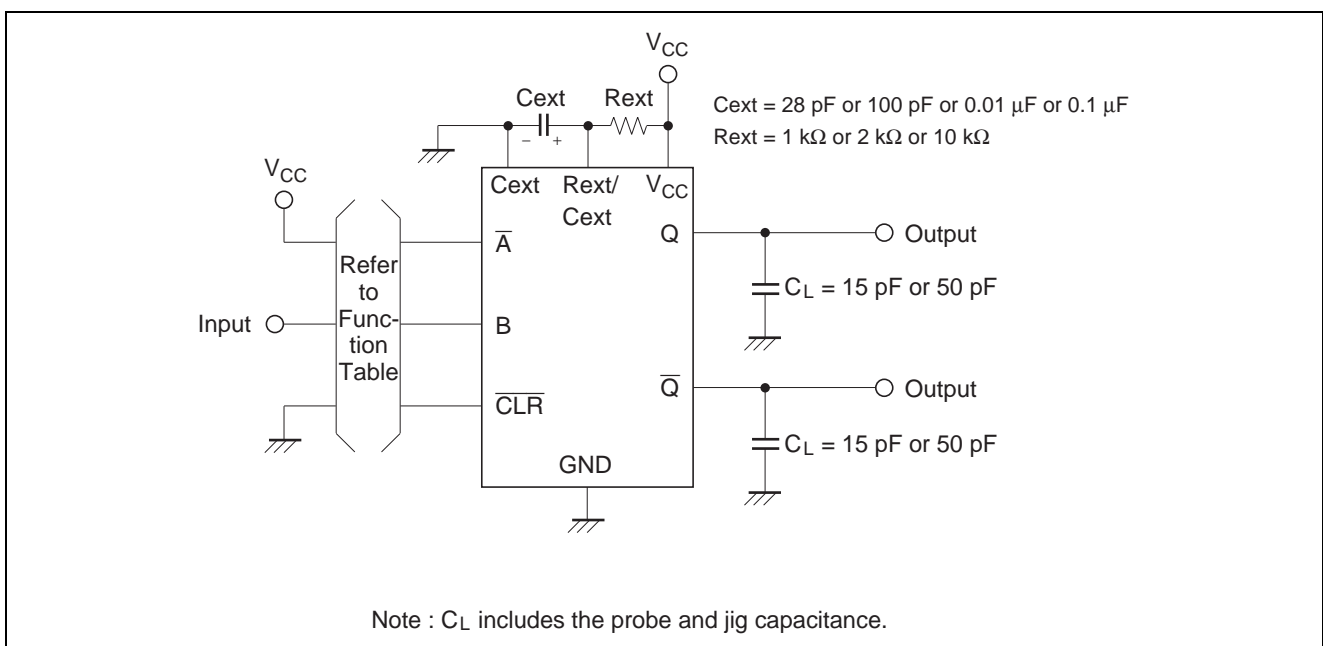 VCC
Cext
Rext
Cext = 28 pF or 100 pF or 0.01 μF or 0.1 μF
Rext = 1 kΩ or 2 kΩ or 10 kΩ
− +
VCC
Cext
Rext/
Cext
VCC
A̅
Q
Output
Refer
to
Func-
tion
Table
CL = 15 pF or 50 pF
Input
B
C̅L̅R̅
Q̅
Output
CL = 15 pF or 50 pF
GND
Note : CL includes the probe and jig capacitance.